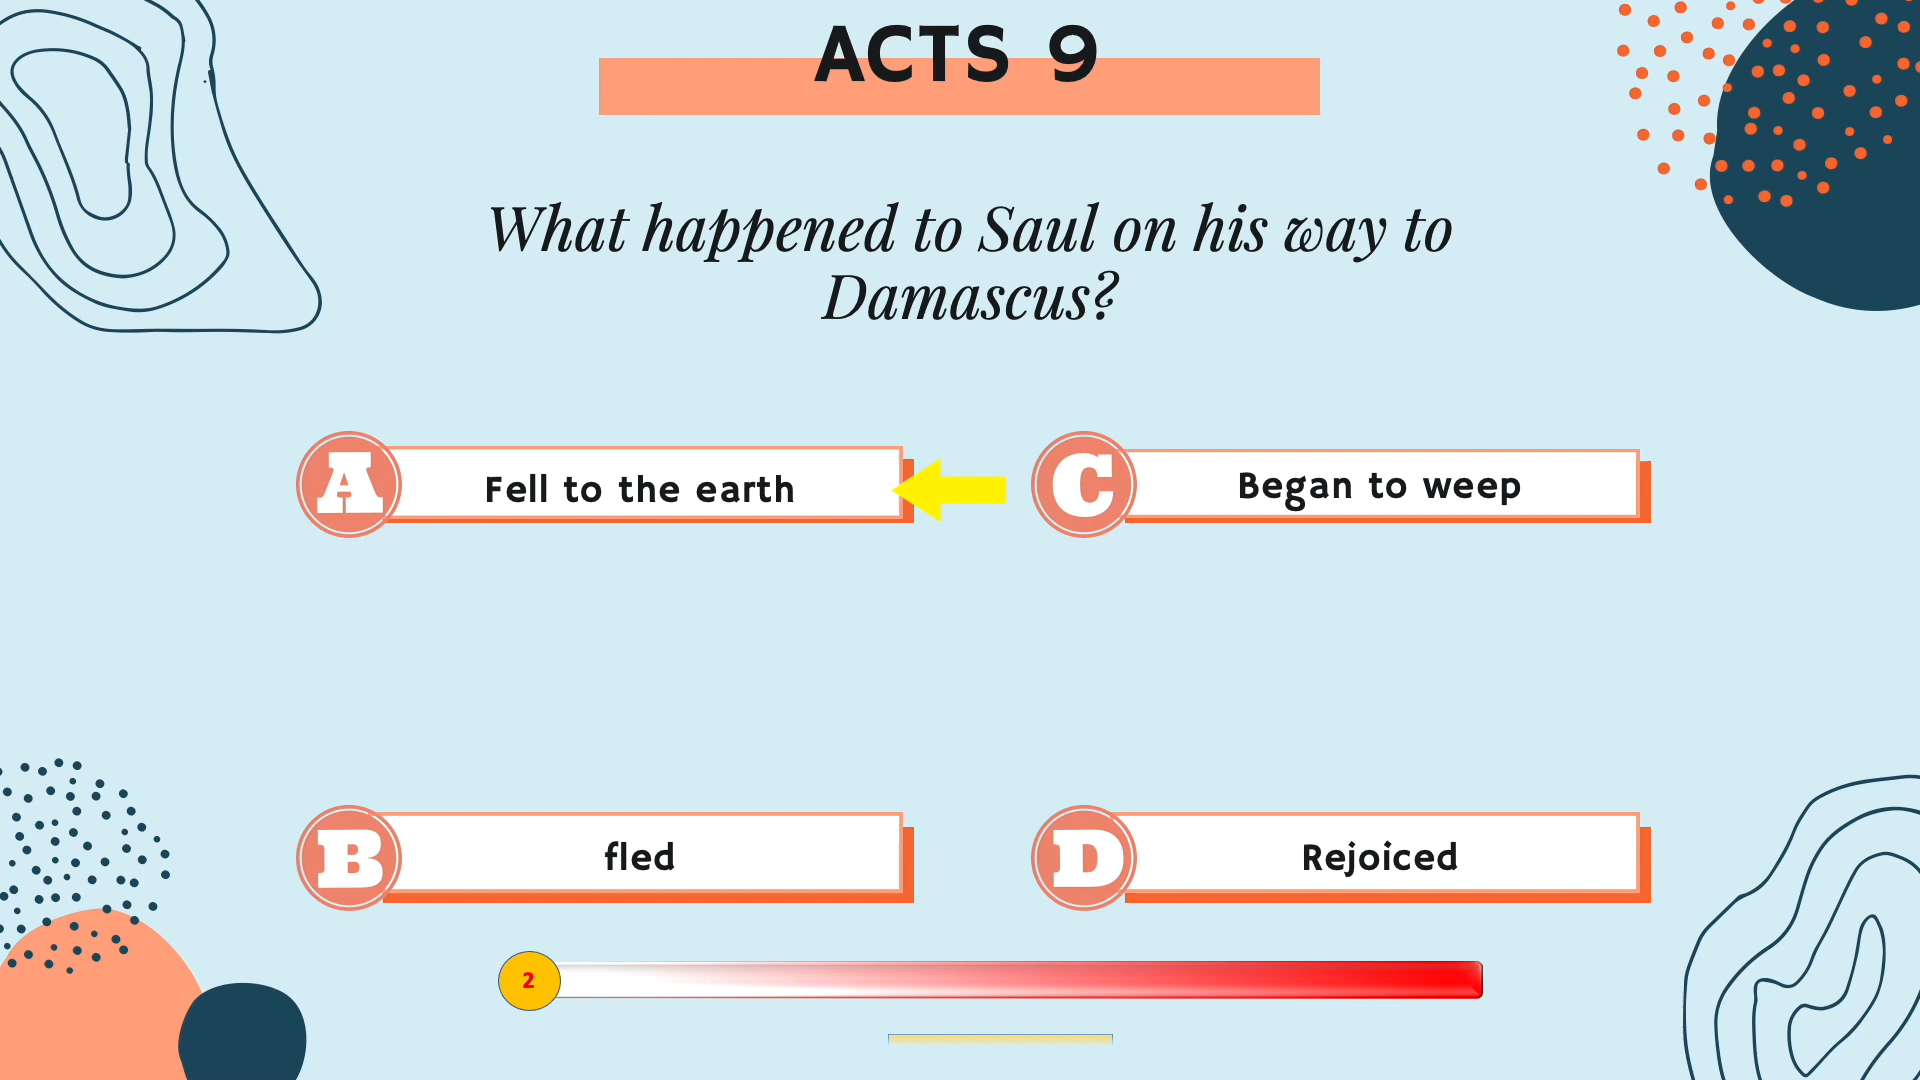 ACTS 9
What happened to Saul on his way to
Damascus?
A
Fell to the earth
C
Began to weep
B
fled
D
Rejoiced
2